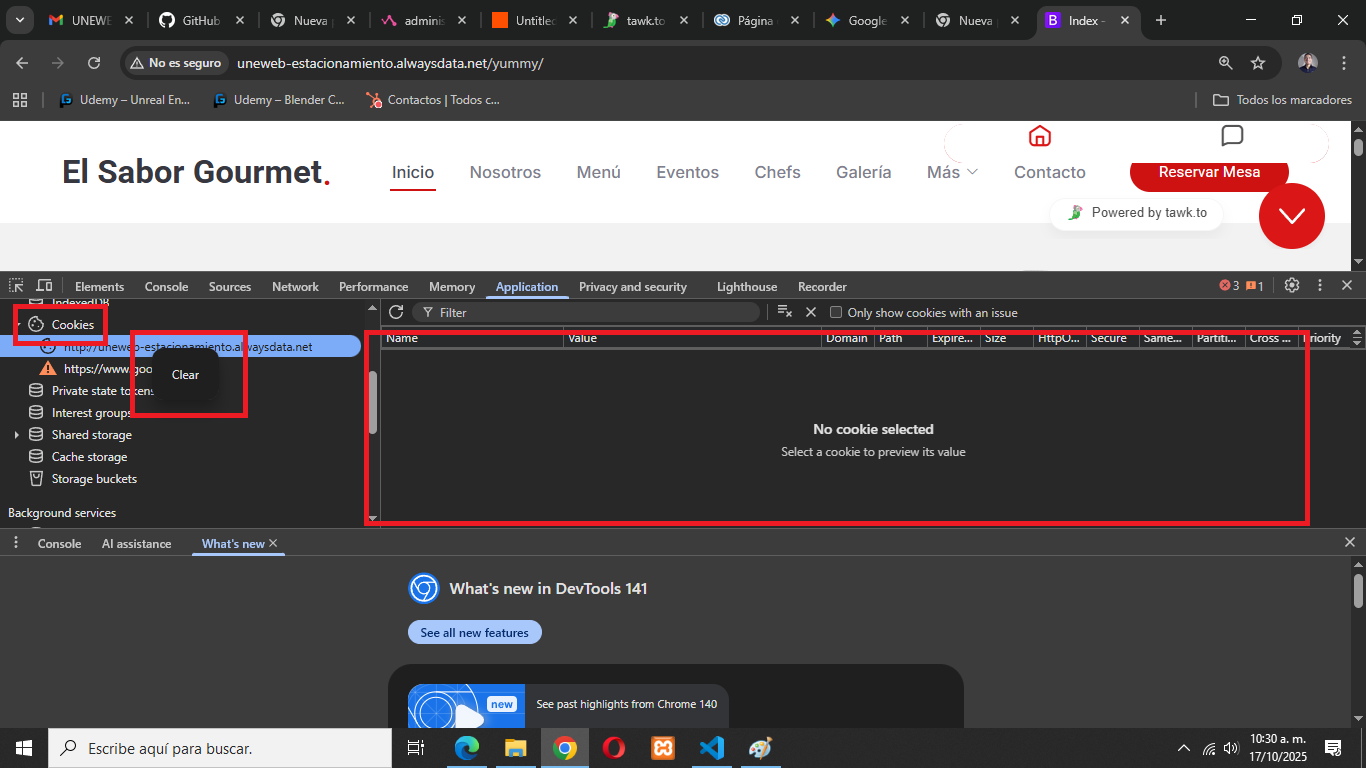 UNEWE
GitHub
Nueva
adminis
Untitled
tawk.to
Página
Google
Nueva
B
Index -
No es seguro
uneweb-estacionamiento.alwaysdata.net/yummy/
Udemy – Unreal En...
Udemy – Blender C...
Contactos | Todos c...
Todos los marcadores
El Sabor Gourmet.
Inicio
Nosotros
Menú
Eventos
Chefs
Galería
Más
Contacto
Reservar Mesa
Powered by tawk.to
Elements
Console
Sources
Network
Performance
Memory
Application
Privacy and security
Lighthouse
Recorder
3
1
IndexedDB
Cookies
http://uneweb-estacionamiento.alwaysdata.net
https://www.goo
Clear
Private state tokens
Interest groups
Shared storage
Cache storage
Storage buckets
Background services
Filter
Only show cookies with an issue
Name
Value
Domain
Path
Expire...
Size
HttpO...
Secure
Same...
Partiti...
Cross ...
Priority
No cookie selected
Select a cookie to preview its value
Console
AI assistance
What's new
What's new in DevTools 141
See all new features
new
See past highlights from Chrome 140
Escribe aquí para buscar.
10:30 a. m.
17/10/2025